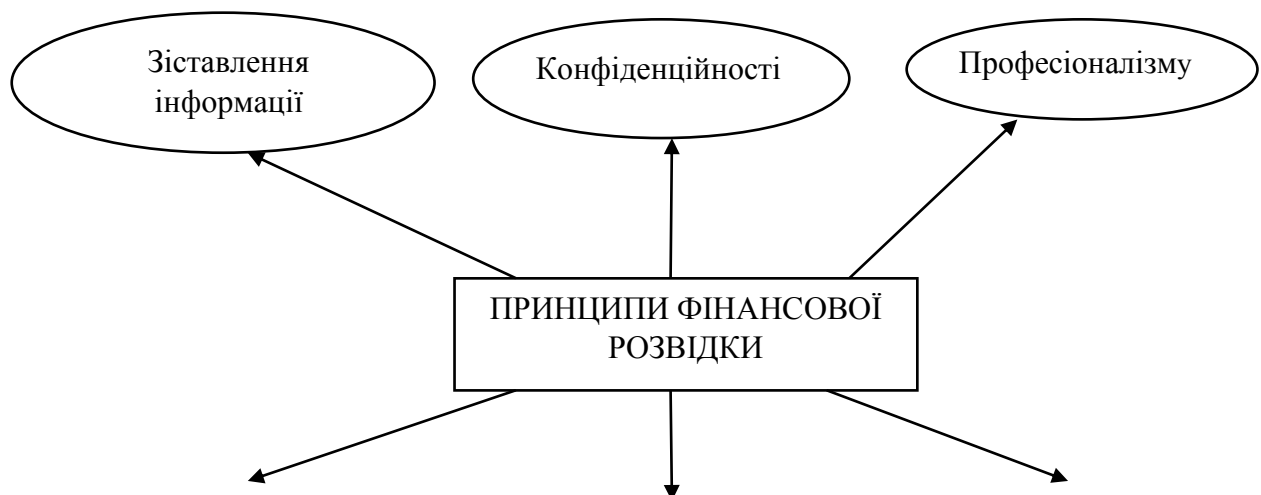 Зіставлення
інформації
Конфіденційності
Професіоналізму
ПРИНЦИПИ ФІНАНСОВОЇ
РОЗВІДКИ